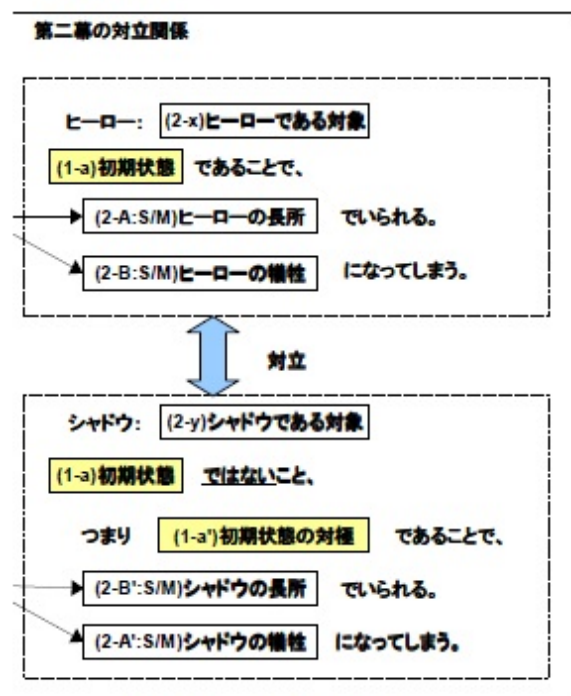 第二幕の対立関係
ヒーロー: (2-x)ヒーローである対象
(1-a)初期状態 であることで、
(2-A:S/M)ヒーローの長所 でいられる。
(2-B:S/M)ヒーローの犠牲 になってしまう。
対立
シャドウ: (2-y)シャドウである対象
(1-a)初期状態 ではないこと、
つまり (1-a')初期状態の対極 であることで、
(2-B':S/M)シャドウの長所 でいられる。
(2-A':S/M)シャドウの犠牲 になってしまう。